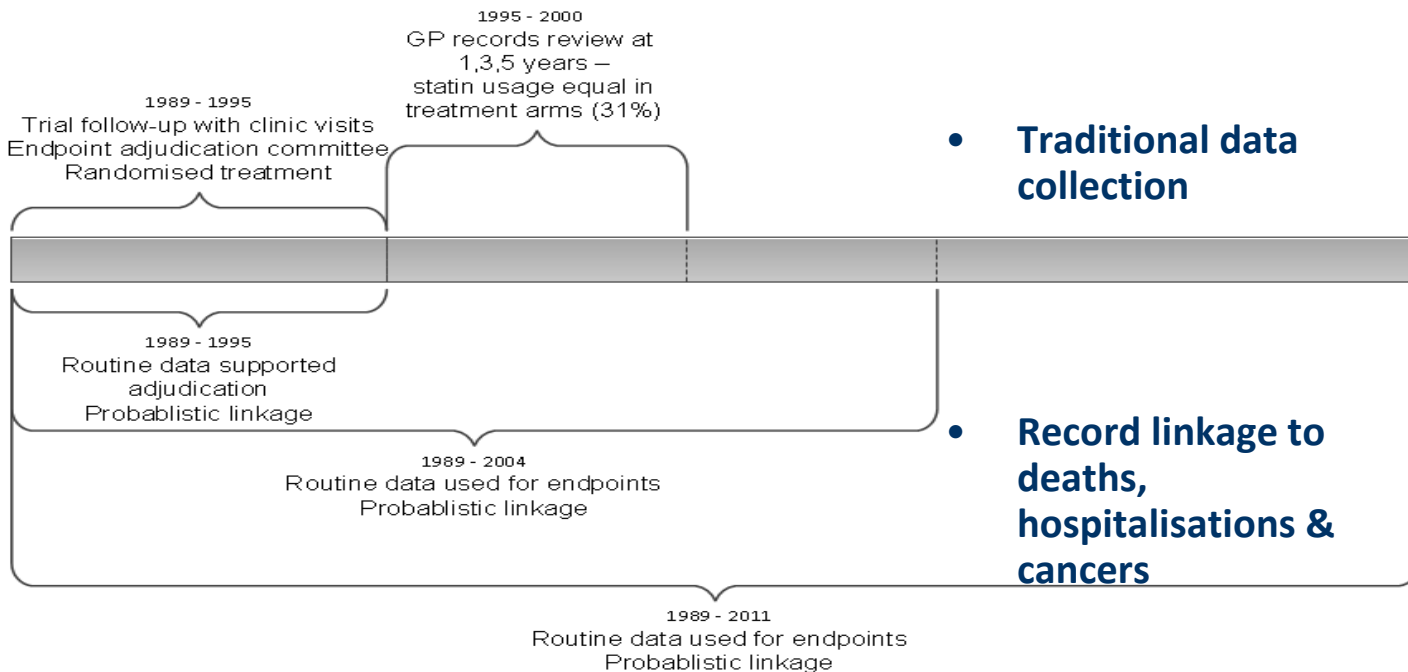 1995 - 2000
GP records review at
1,3,5 years –
statin usage equal in
treatment arms (31%)
1989 - 1995
Trial follow-up with clinic visits
Endpoint adjudication committee
Randomised treatment
• Traditional data
collection
1989 - 1995
Routine data supported
adjudication
Probablistic linkage
1989 - 2004
Routine data used for endpoints
Probablistic linkage
• Record linkage to
deaths,
hospitalisations &
cancers
1989 - 2011
Routine data used for endpoints
Probablistic linkage